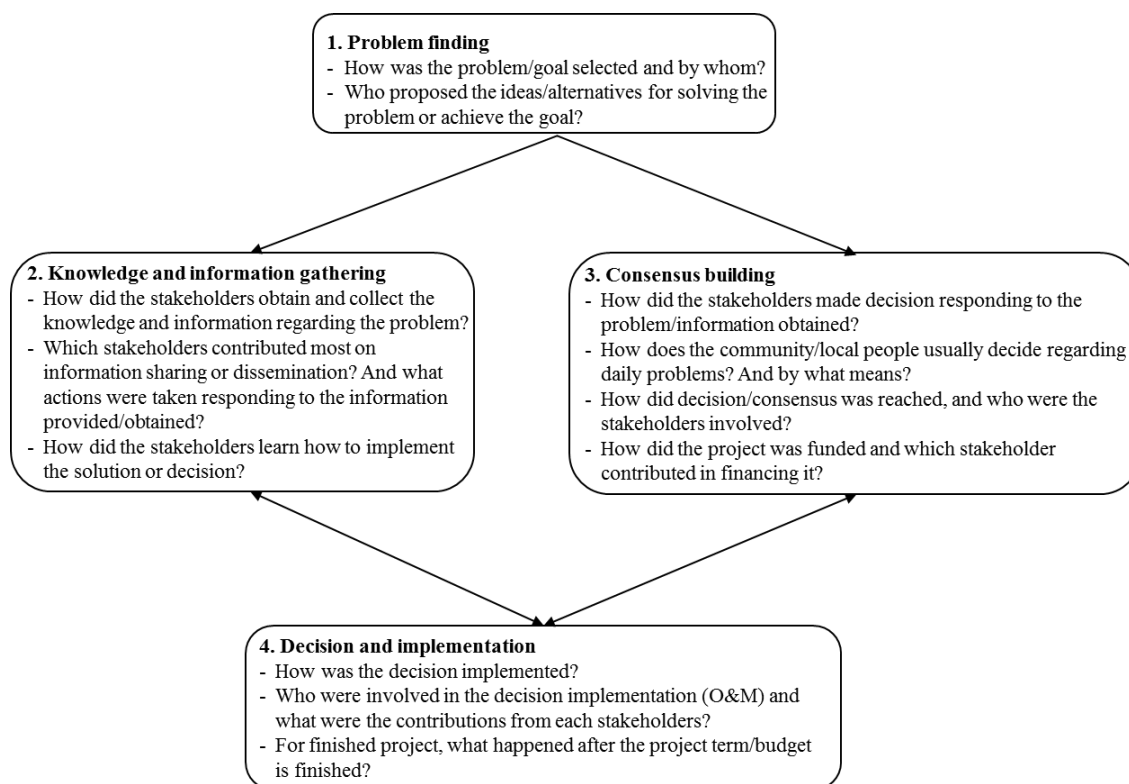 1. Problem finding
- How was the problem/goal selected and by whom?
- Who proposed the ideas/alternatives for solving the
problem or achieve the goal?
2. Knowledge and information gathering
- How did the stakeholders obtain and collect the
knowledge and information regarding the problem?
- Which stakeholders contributed most on
information sharing or dissemination? And what
actions were taken responding to the information
provided/obtained?
- How did the stakeholders learn how to implement
the solution or decision?
3. Consensus building
- How did the stakeholders made decision responding to the
problem/information obtained?
- How does the community/local people usually decide regarding
daily problems? And by what means?
- How did decision/consensus was reached, and who were the
stakeholders involved?
- How did the project was funded and which stakeholder
contributed in financing it?
4. Decision and implementation
- How was the decision implemented?
- Who were involved in the decision implementation (O&M) and
what were the contributions from each stakeholders?
- For finished project, what happened after the project term/budget
is finished?